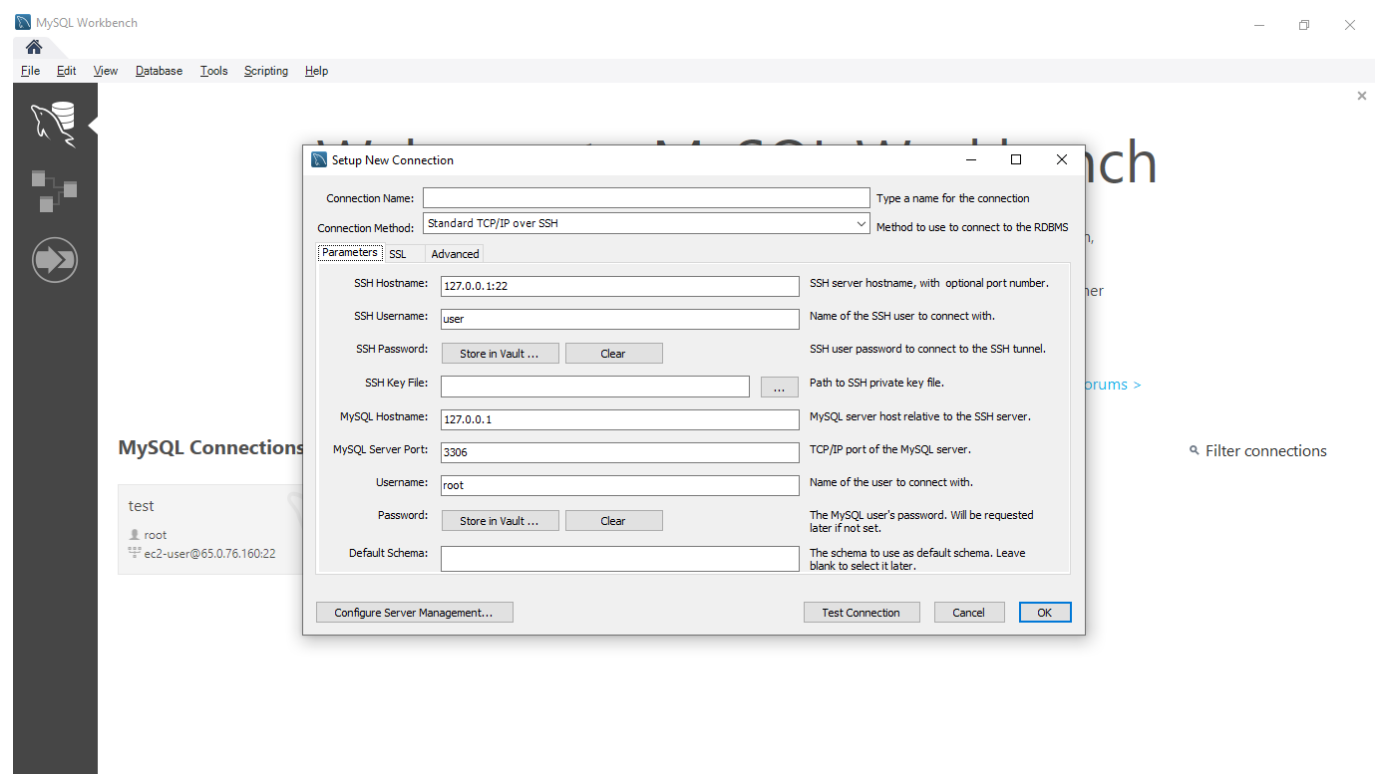 MySQL Workbench
File Edit View Database Tools Scripting Help
Setup New Connection
nch
Connection Name: Type a name for the connection
Connection Method: Standard TCP/IP over SSH Method to use to connect to the RDBMS
n,
Parameters SSL Advanced
SSH Hostname: 127.0.0.1:22 SSH server hostname, with optional port number.
ner
SSH Username: user Name of the SSH user to connect with.
SSH Password: Store in Vault ... Clear SSH user password to connect to the SSH tunnel.
SSH Key File: ... Path to SSH private key file.
orums >
MySQL Hostname: 127.0.0.1 MySQL server host relative to the SSH server.
MySQL Connections
MySQL Server Port: 3306 TCP/IP port of the MySQL server.
Filter connections
Username: root Name of the user to connect with.
test
Password: Store in Vault ... Clear The MySQL user's password. Will be requested
later if not set.
root
ec2-user@65.0.76.160:22
Default Schema: The schema to use as default schema. Leave
blank to select it later.
Configure Server Management... Test Connection Cancel OK